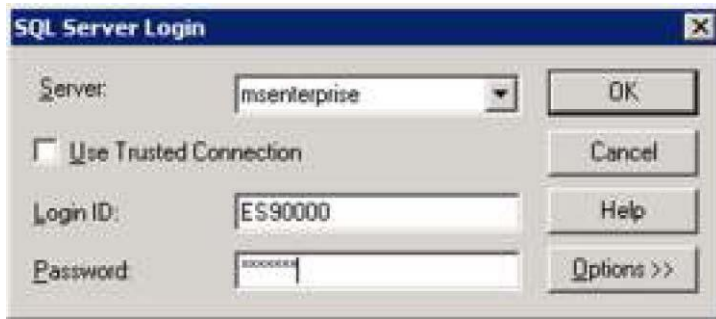 SQL Server Login
Server: msenterprise OK
Use Trusted Connection Cancel
Login ID: ES90000 Help
Password: ******* Options >>